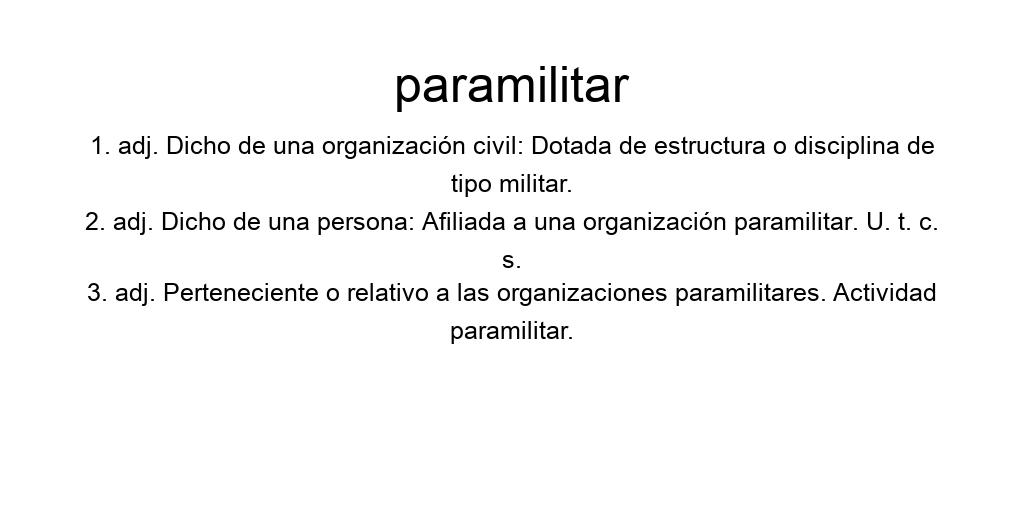 paramilitar
1. adj. Dicho de una organización civil: Dotada de estructura o disciplina de
tipo militar.
2. adj. Dicho de una persona: Afiliada a una organización paramilitar. U. t. c.
s.
3. adj. Perteneciente o relativo a las organizaciones paramilitares. Actividad
paramilitar.